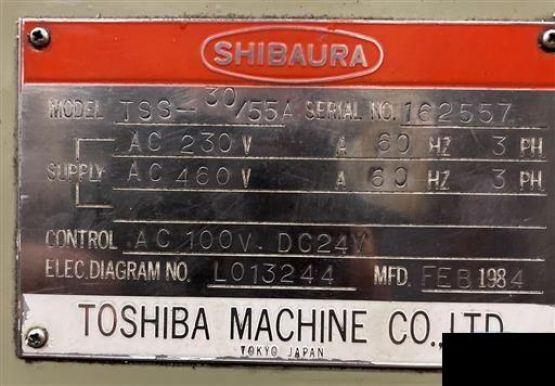 SHIBAURA
MODEL TSS-30/55A SERIAL NO. 162557
AC 230 V A 60 HZ 3 PH
SUPPLY AC 460 V A 60 HZ 3 PH
CONTROL AC 100V. DC24V
ELEC.DIAGRAM NO. L013244 MFD. FEB 1984
TOSHIBA MACHINE CO.,LTD
TOKYO JAPAN